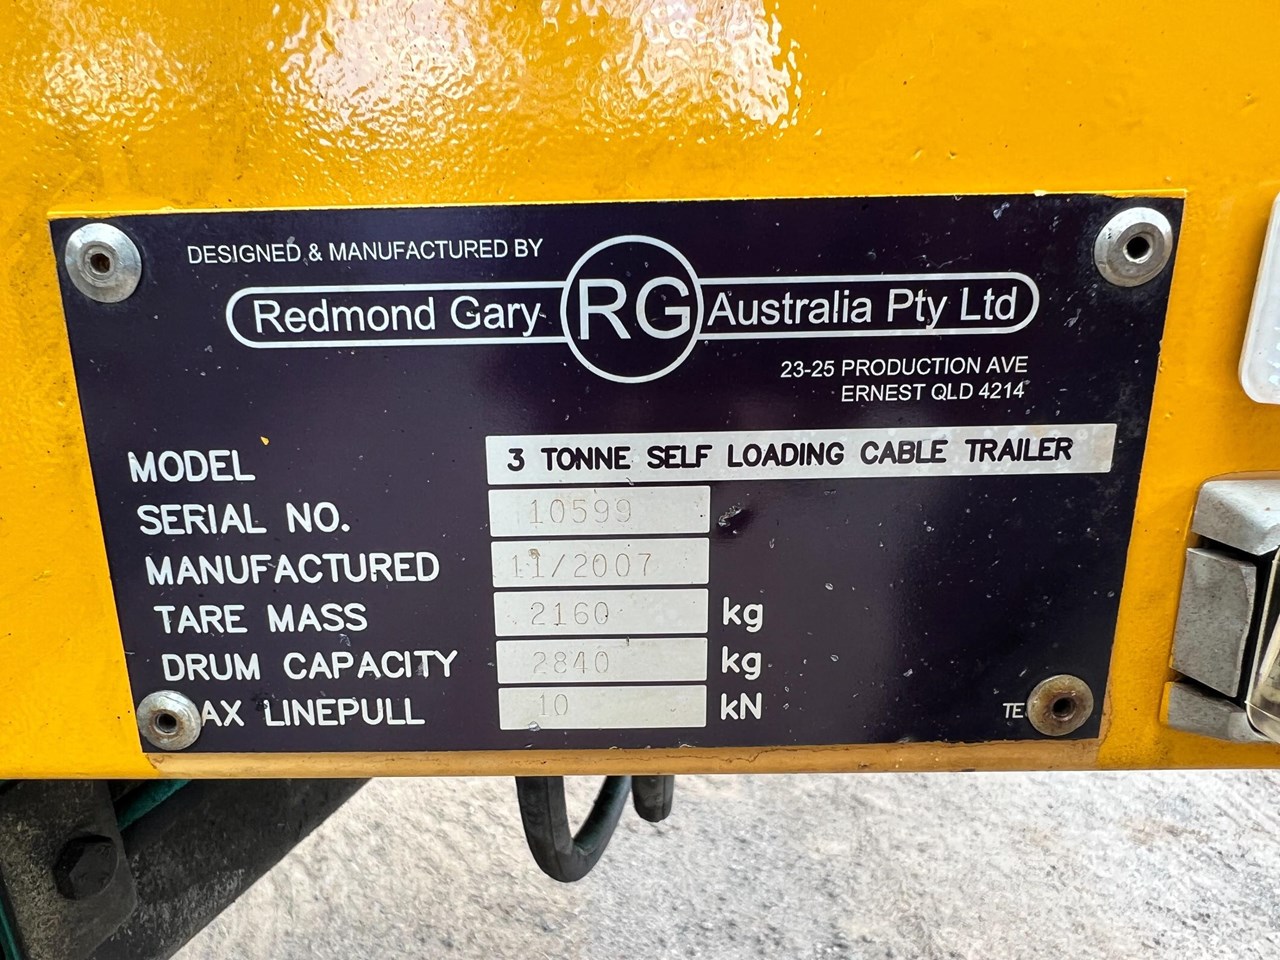 DESIGNED & MANUFACTURED BY
Redmond Gary RG Australia Pty Ltd
23-25 PRODUCTION AVE
ERNEST QLD 4214
MODEL 3 TONNE SELF LOADING CABLE TRAILER
SERIAL NO. 10599
MANUFACTURED 11/2007
TARE MASS 2160 kg
DRUM CAPACITY 2840 kg
AX LINEPULL 10 kN